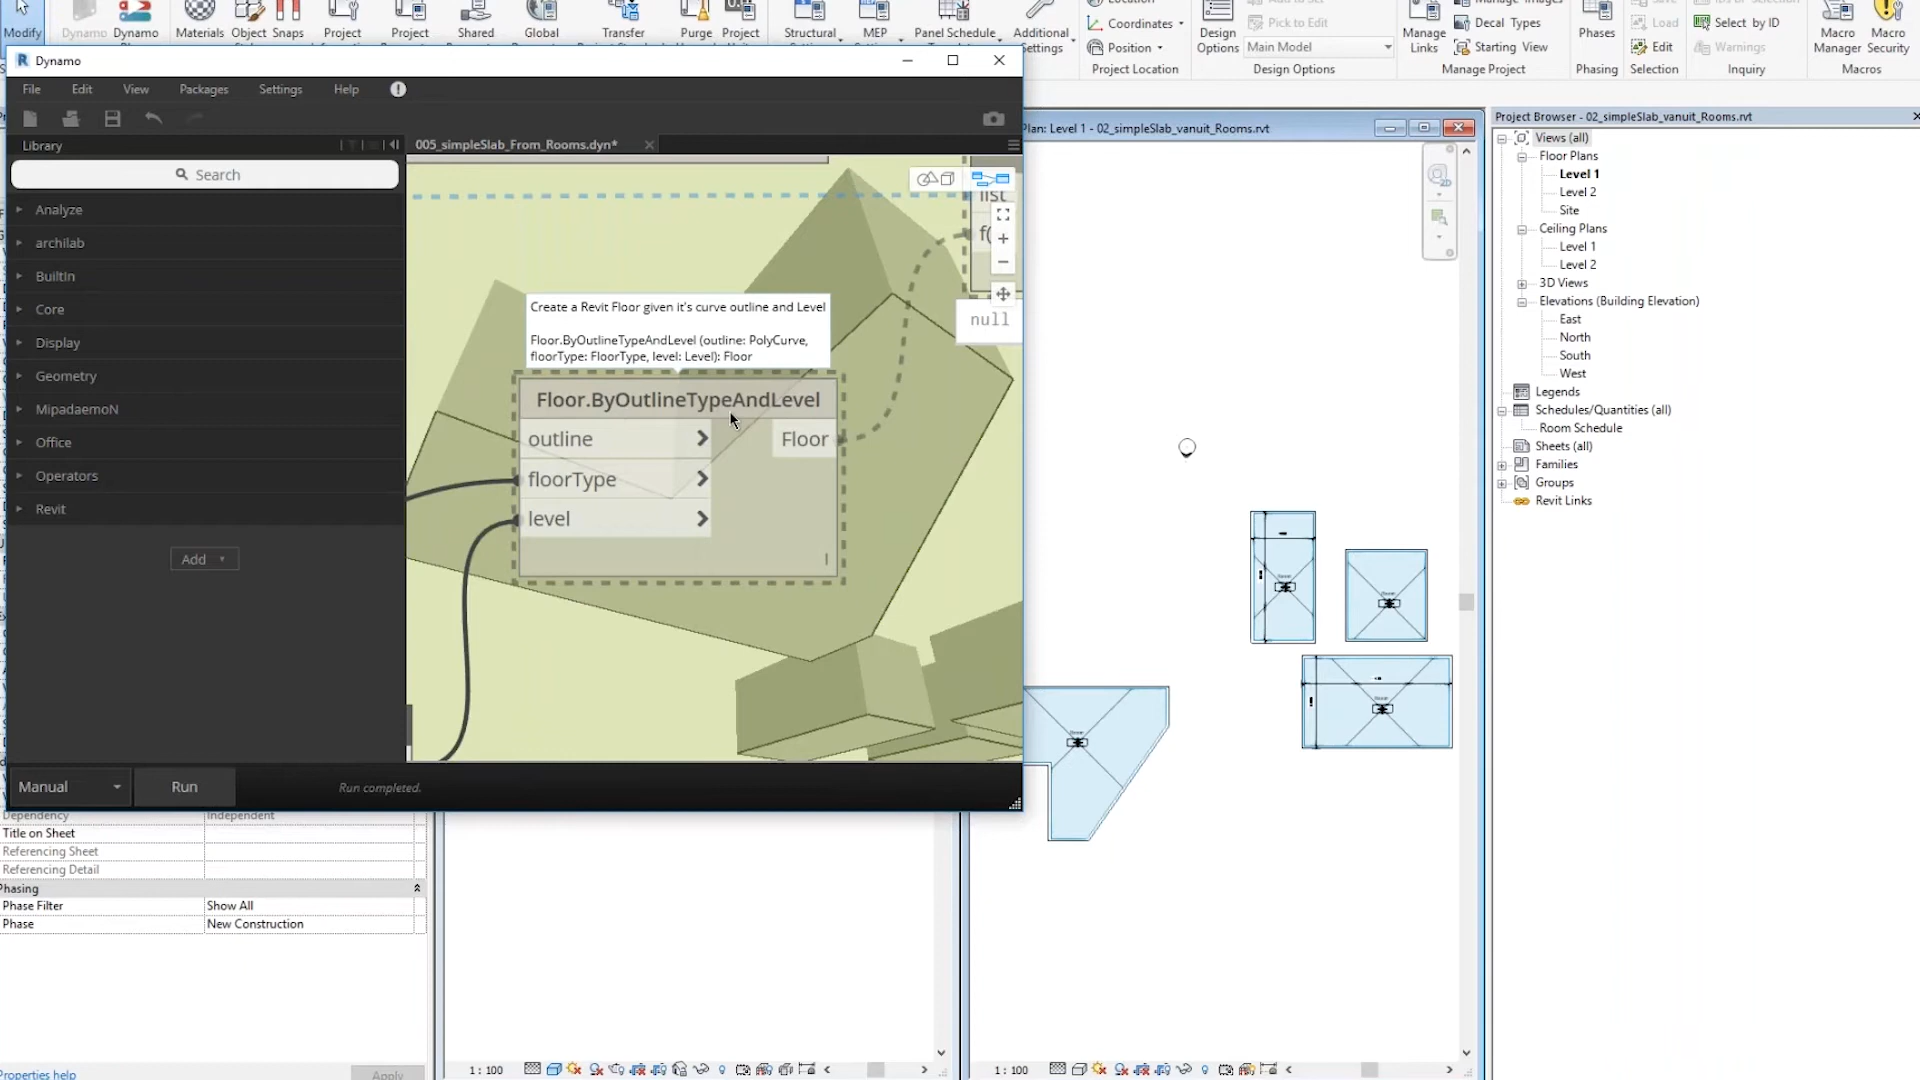 Modify
Dynamo
Dynamo
Materials
Object
Snaps
Project
Project
Shared
Global
Transfer
Purge
Project
Structural
MEP
Panel Schedule
Additional
Settings
Settings
Coordinates
Position
Project Location
Design
Options
Pick to Edit
Main Model
Design Options
Manage
Links
Manage Images
Decal Types
Starting View
Manage Project
Phases
Phasing
Save
Load
Edit
Selection
Select by ID
Warnings
Inquiry
Macro
Manager
Macro
Security
Macros
Dynamo
File
Edit
View
Packages
Settings
Help
Library
005_simpleSlab_From_Rooms.dyn*
Search
Analyze
archilab
BuiltIn
Core
Display
Geometry
MipadaemoN
Office
Operators
Revit
Add
list
f(
null
Create a Revit Floor given it's curve outline and Level
Floor.ByOutlineTypeAndLevel (outline: PolyCurve,
floorType: FloorType, level: Level): Floor
Floor.ByOutlineTypeAndLevel
outline
Floor
floorType
level
Manual
Run
Run completed.
Plan: Level 1 - 02_simpleSlab_vanuit_Rooms.rvt
Project Browser - 02_simpleSlab_vanuit_Rooms.rvt
Views (all)
Floor Plans
Level 1
Level 2
Site
Ceiling Plans
Level 1
Level 2
3D Views
Elevations (Building Elevation)
East
North
South
West
Legends
Schedules/Quantities (all)
Room Schedule
Sheets (all)
Families
Groups
Revit Links
Dependency
Independent
Title on Sheet
Referencing Sheet
Referencing Detail
Phasing
Phase Filter
Show All
Phase
New Construction
Properties help
Apply
1 : 100
1 : 100